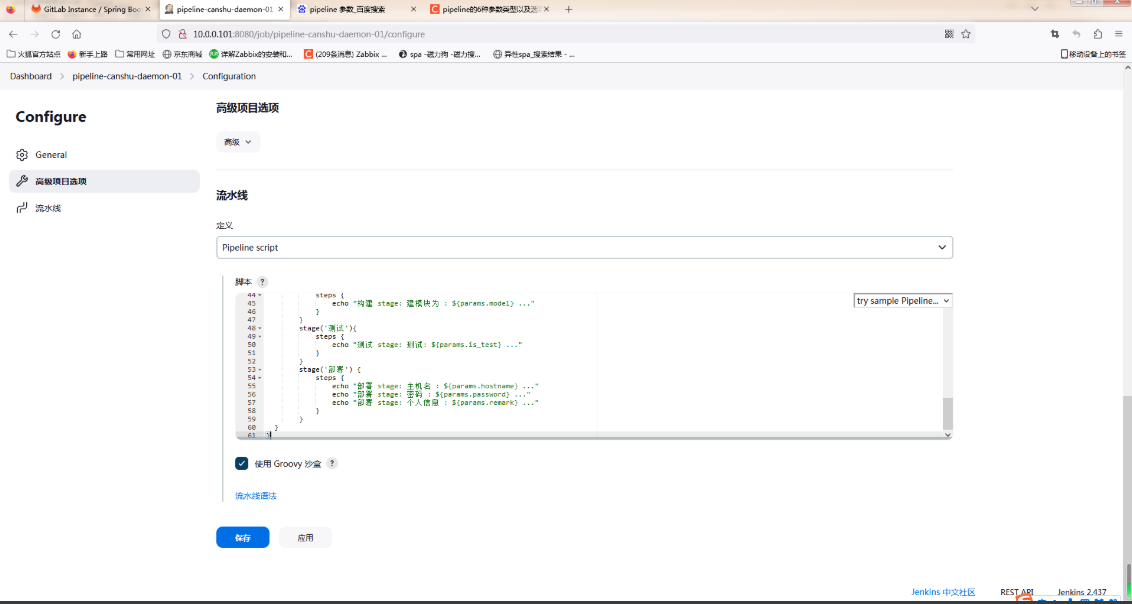 GitLab Instance / Spring Boo
pipeline-canshu-daemon-01
pipeline 参数_百度搜索
pipeline的6种参数类型以及选
10.0.0.101:8080/job/pipeline-canshu-daemon-01/configure
火狐官方站点 新手上路 常用网址 京东商城 详解Zabbix的安装和... (209条消息) Zabbix ... spa -磁力狗 -磁力搜... 异性spa_搜索结果 - ... 移动设备上的书签
Dashboard pipeline-canshu-daemon-01 Configuration
Configure
General
高级项目选项
流水线
高级项目选项
高级
流水线
定义
Pipeline script
脚本 ?
try sample Pipeline...
44 steps {
45 echo "构建 stage: 建模块为 : ${params.model} ..."
46 }
47 }
48 stage('测试'){
49 steps {
50 echo "测试 stage: 测试: ${params.is_test} ..."
51 }
52 }
53 stage('部署') {
54 steps {
55 echo "部署 stage: 主机名 : ${params.hostname} ..."
56 echo "部署 stage: 密码 : ${params.password} ..."
57 echo "部署 stage: 个人信息 : ${params.remark} ..."
58 }
59 }
60 }
61 }
使用 Groovy 沙盒 ?
流水线语法
保存 应用
Jenkins 中文社区 REST API Jenkins 2.437